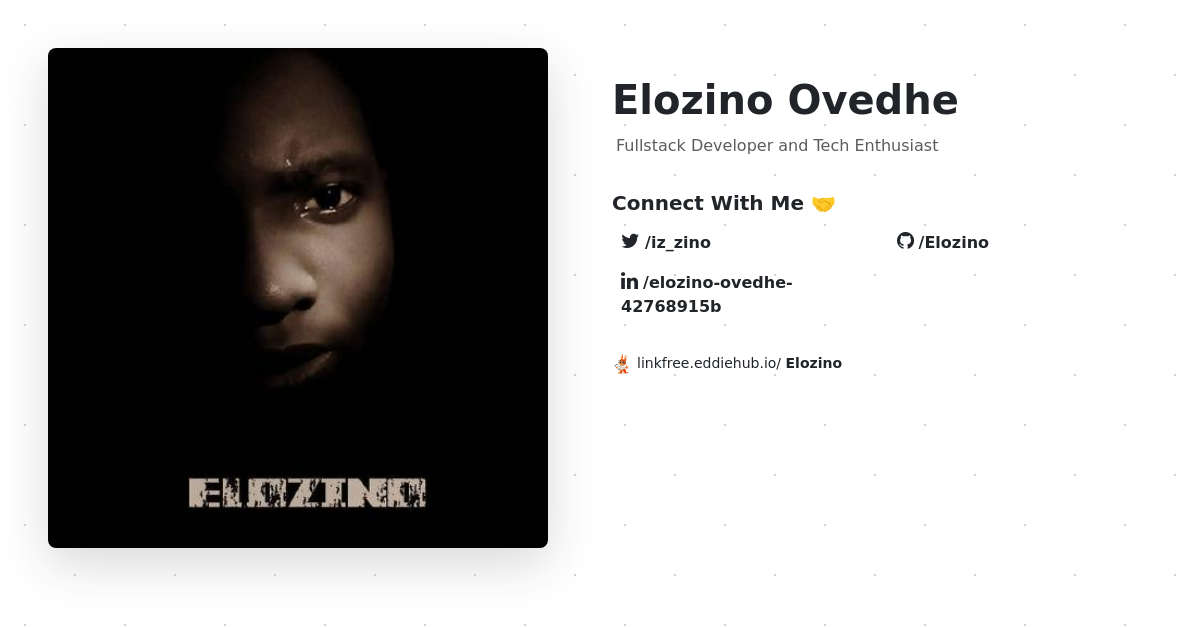 Elozino Ovedhe
Fullstack Developer and Tech Enthusiast
Connect With Me 🤝
/iz_zino
/Elozino
/elozino-ovedhe-
42768915b
linkfree.eddiehub.io/ Elozino
ELOZINO